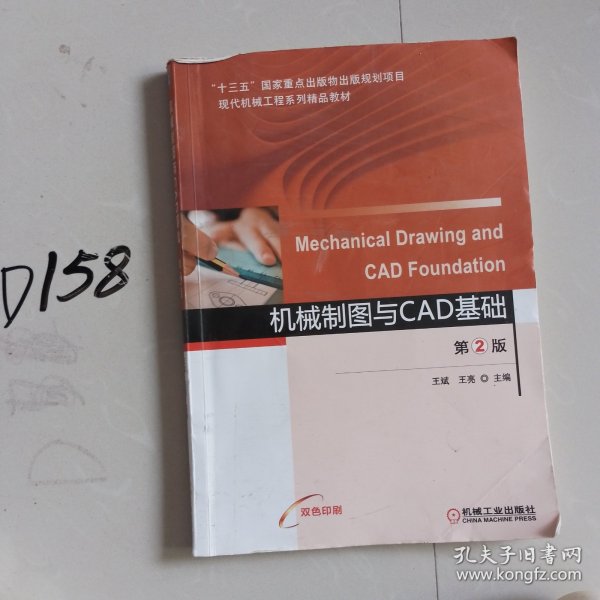 "十三五"国家重点出版物出版规划项目
现代机械工程系列精品教材
Mechanical Drawing and
CAD Foundation
机械制图与CAD基础
第2版
王斌 王亮 ◎ 主编
双色印刷
机械工业出版社
CHINA MACHINE PRESS
D158
孔夫子旧书网
www.kongfz.com